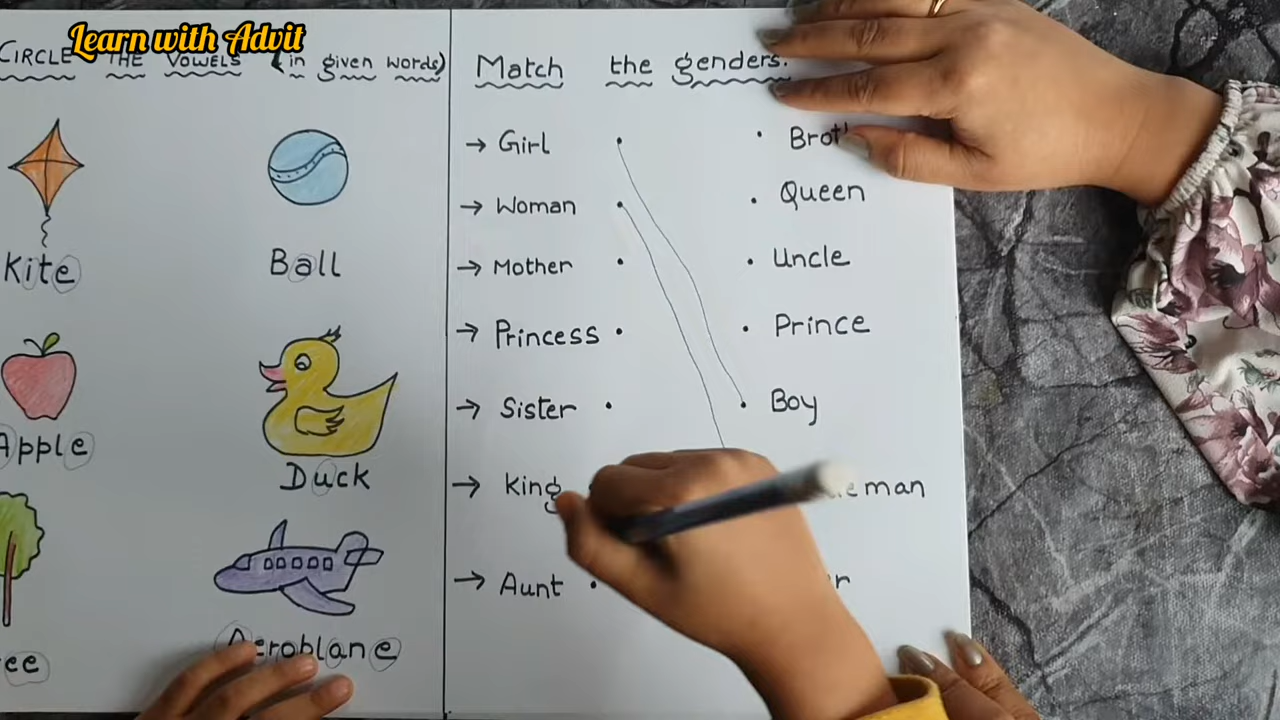 Learn with Advit
CIRCLE THE VOWELS (in given words)
Kite
Ball
Apple
Duck
Aeroplane
Match the genders.
→ Girl
→ Woman
→ Mother
→ Princess
→ Sister
→ King
→ Aunt
Queen
Uncle
Prince
Boy